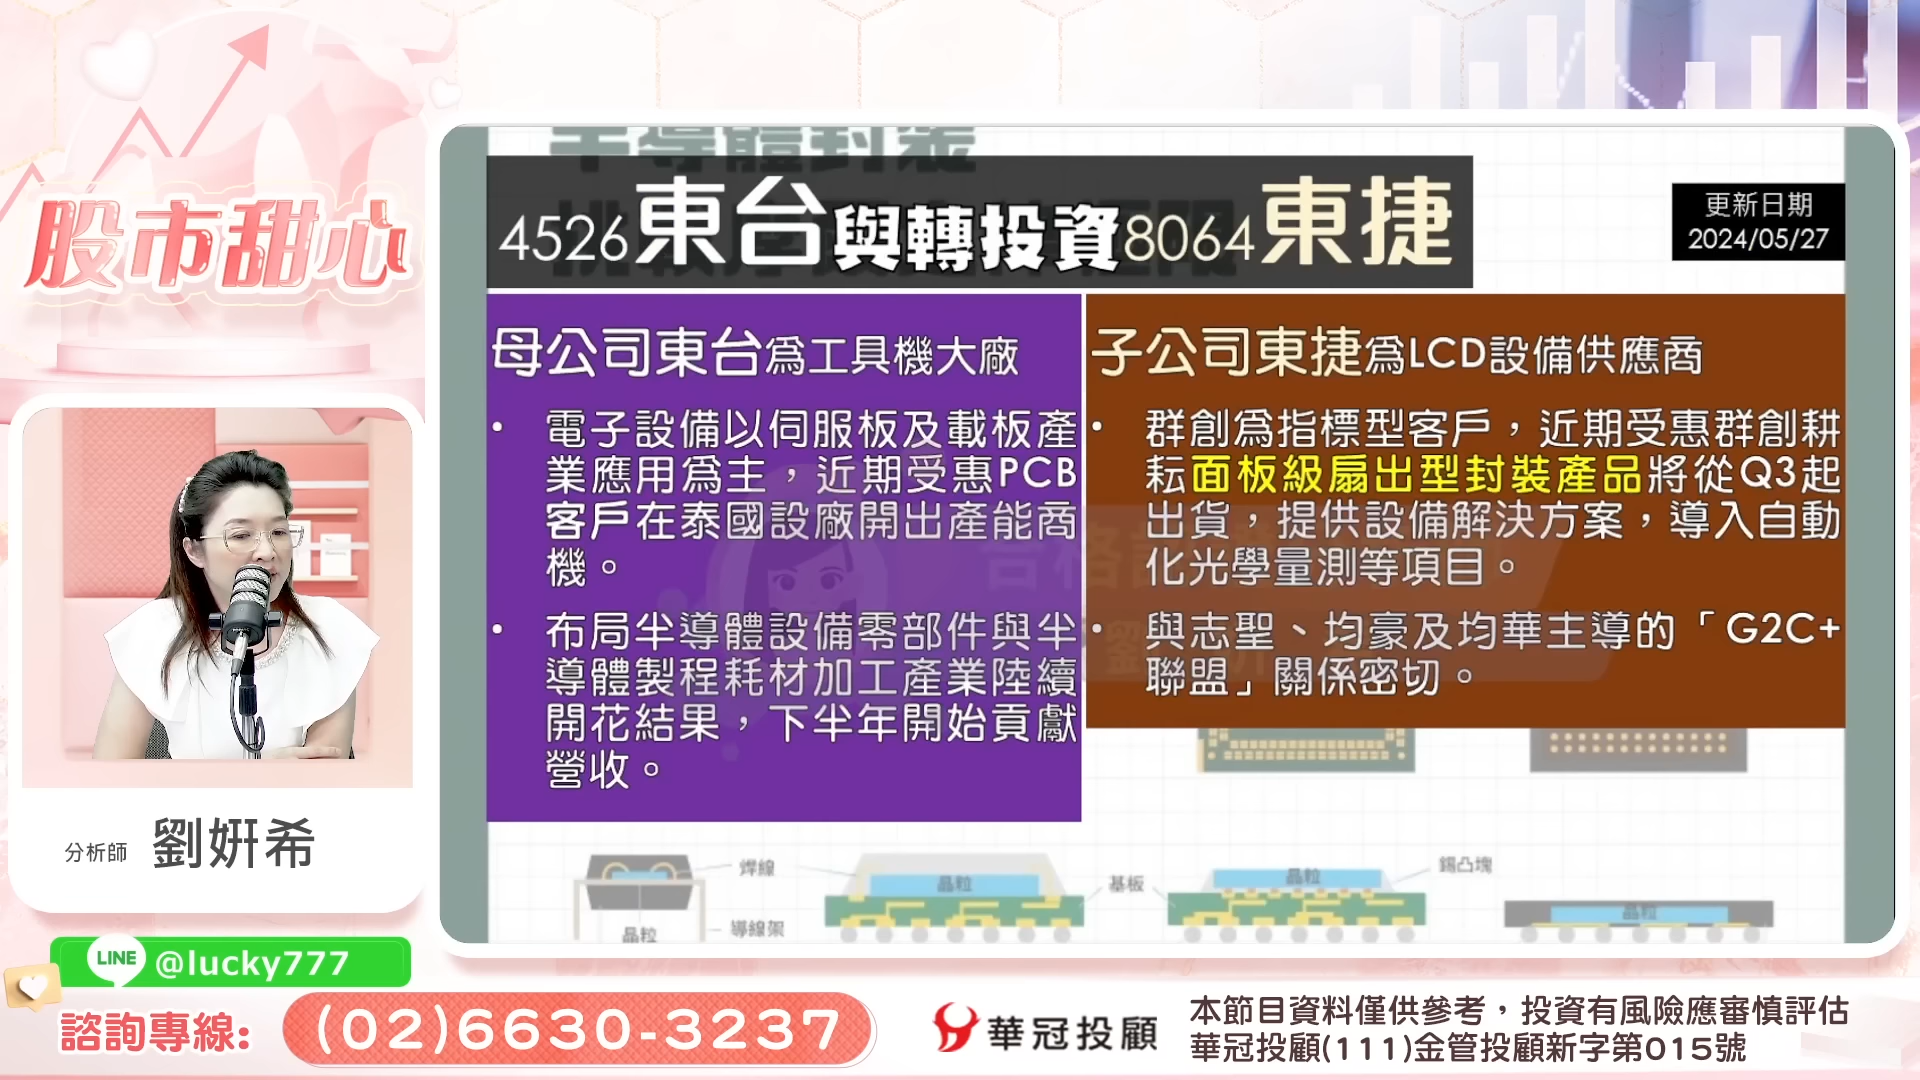 股市甜心
4526東台與轉投資8064東捷
更新日期
2024/05/27
母公司東台為工具機大廠
• 電子設備以伺服板及載板產
業應用為主，近期受惠PCB
客戶在泰國設廠開出產能商
機。
• 布局半導體設備零部件與半
導體製程耗材加工產業陸續
開花結果，下半年開始貢獻
營收。
子公司東捷為LCD設備供應商
• 群創為指標型客戶，近期受惠群創耕
耘面板級扇出型封裝產品將從Q3起
出貨，提供設備解決方案，導入自動
化光學量測等項目。
• 與志聖、均豪及均華主導的「G2C+
聯盟」關係密切。
焊線
晶粒
導線架
晶粒
基板
晶粒
錫凸塊
晶粒
分析師 劉妍希
LINE @lucky777
諮詢專線: (02)6630-3237
華冠投顧
本節目資料僅供參考，投資有風險應審慎評估
華冠投顧(111)金管投顧新字第015號